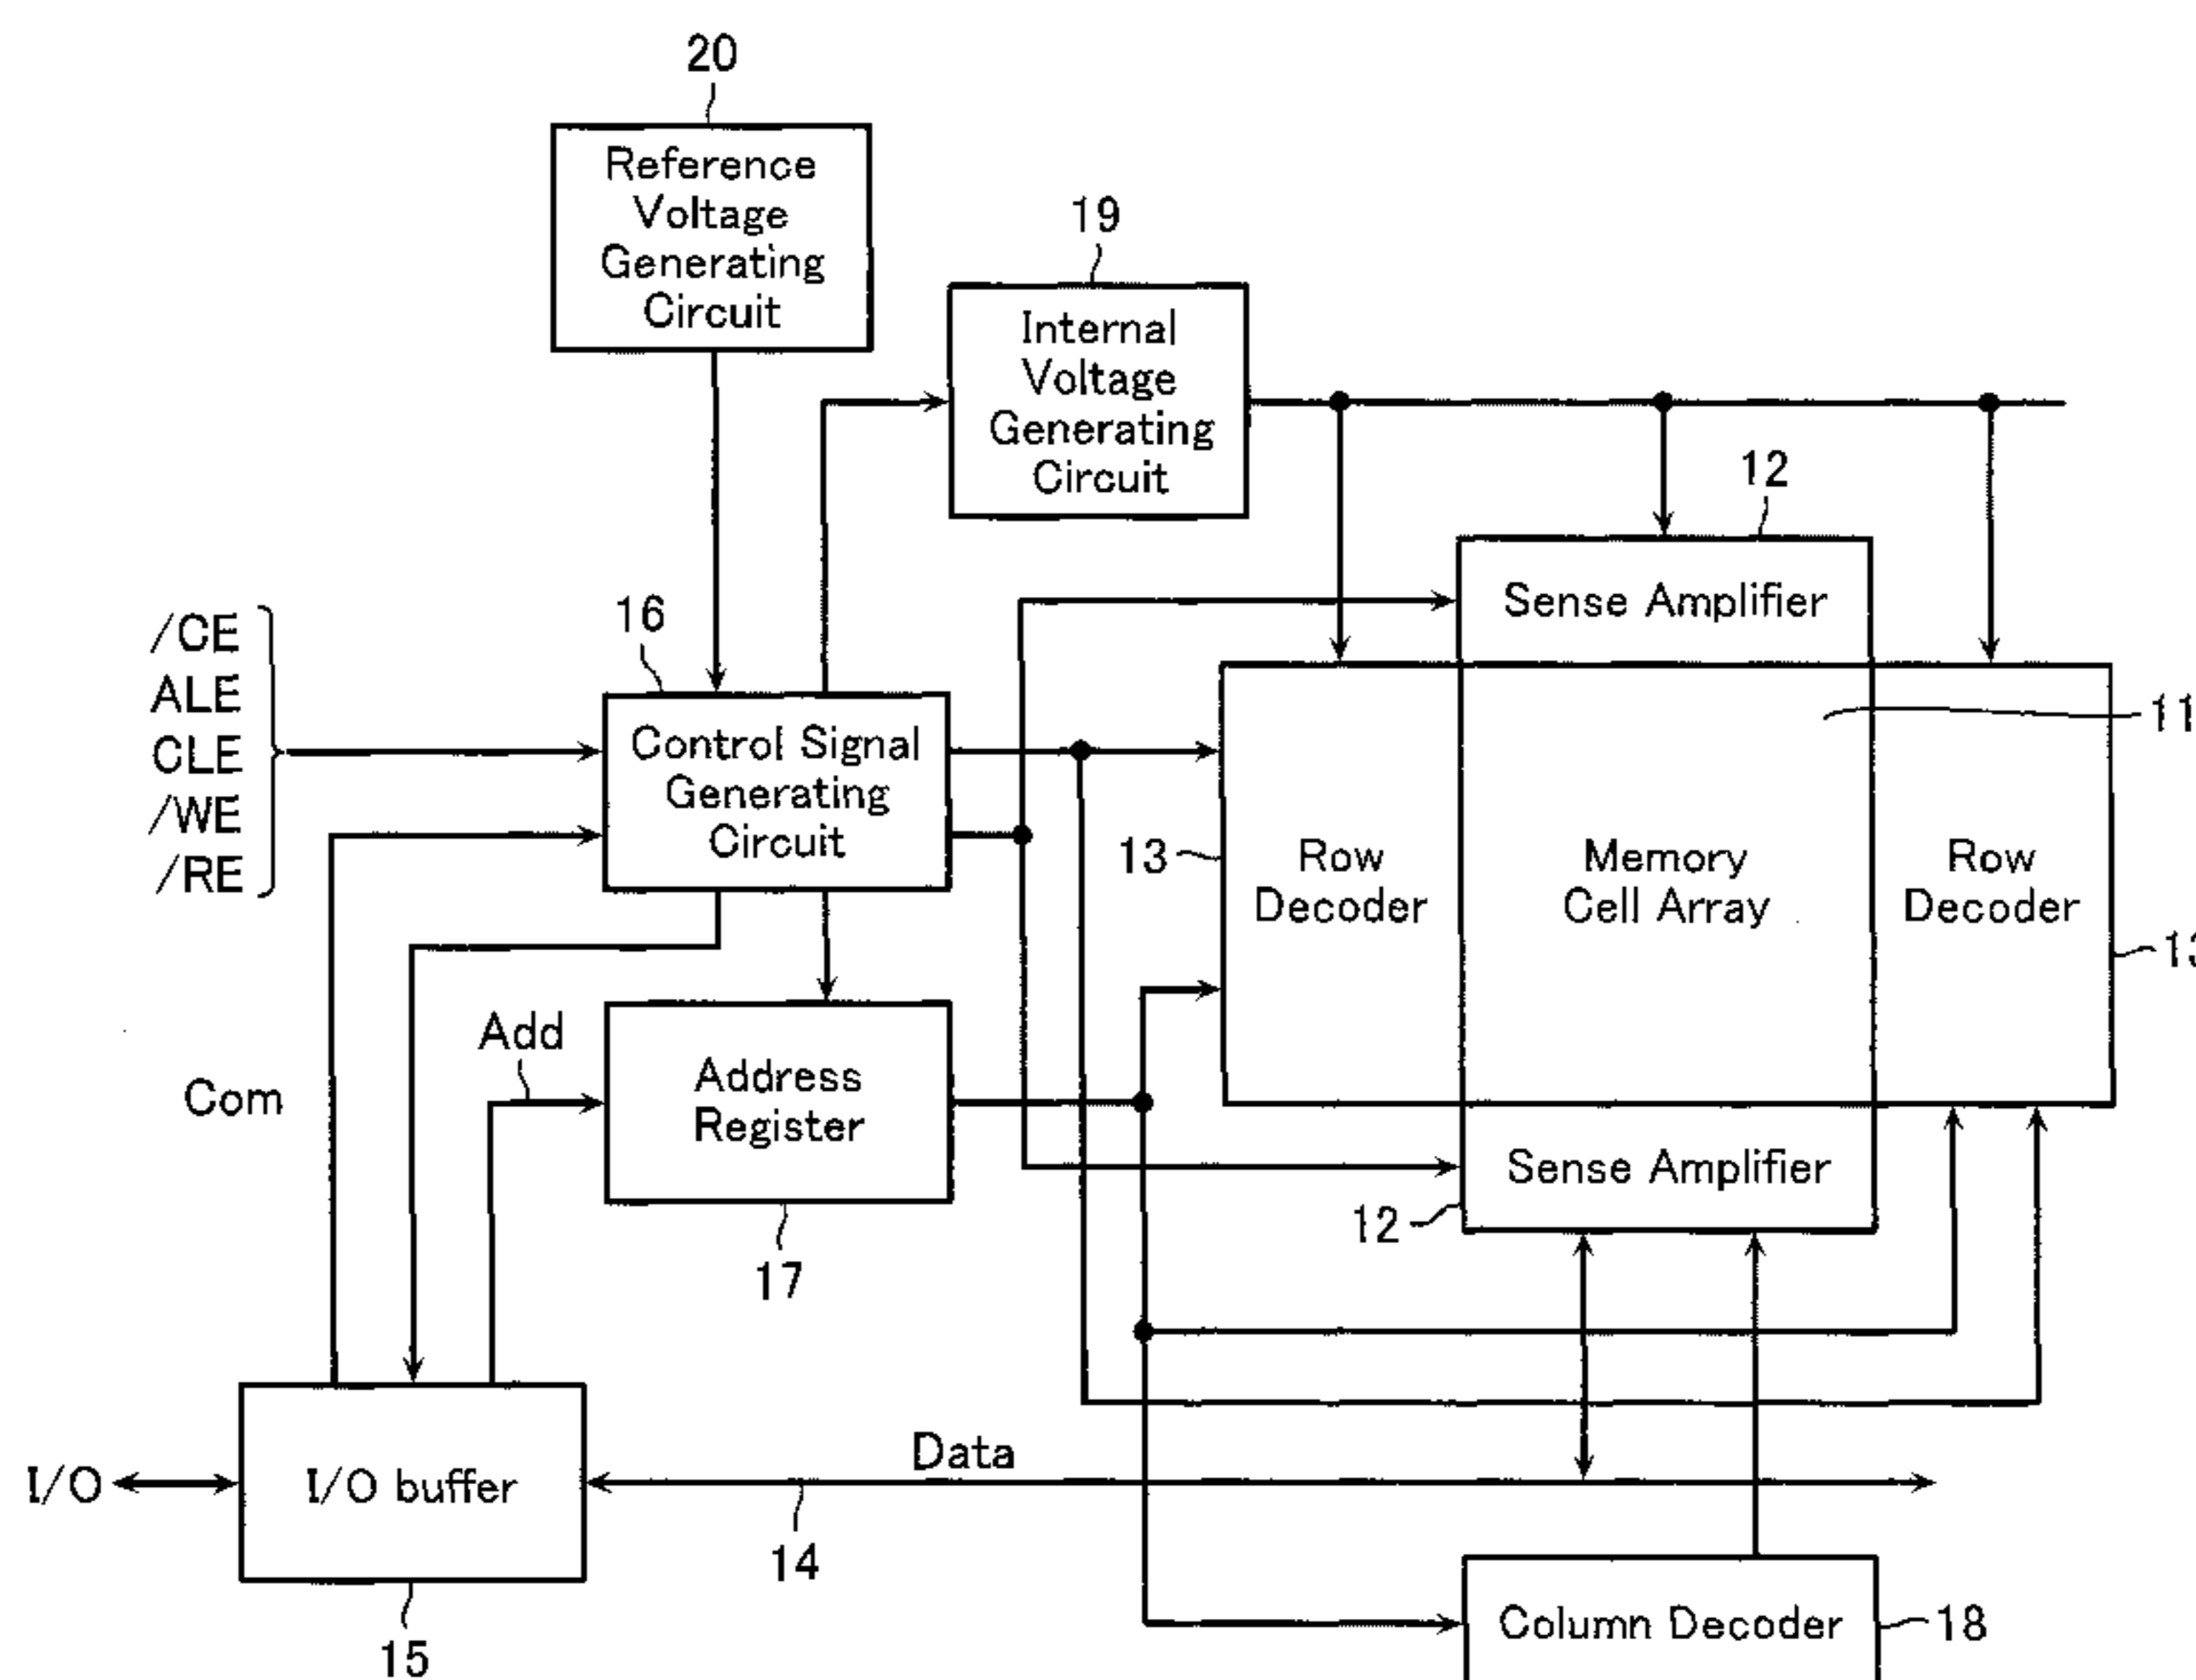 20
Reference
Voltage
Generating
Circuit
19
Internal
Voltage
Generating
Circuit
12
Sense Amplifier
16
/CE
ALE
CLE
/WE
/RE
Control Signal
Generating
Circuit
11
13
Row
Decoder
Memory
Cell Array
Row
Decoder
Add
Com
Address
Register
Sense Amplifier
12
17
Data
I/O
I/O buffer
14
Column Decoder
18
15